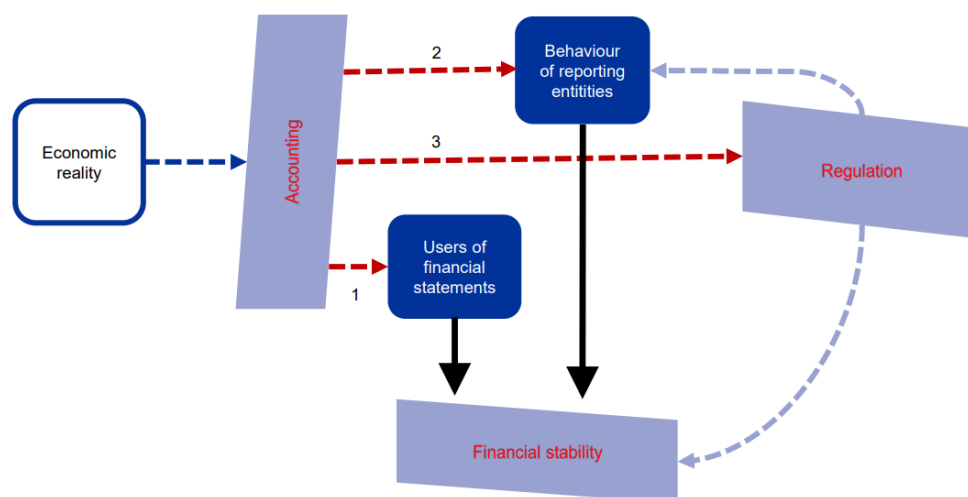 2
Behaviour
of reporting
entitities
Economic
reality
Accounting
3
Regulation
Users of
financial
statements
1
Financial stability